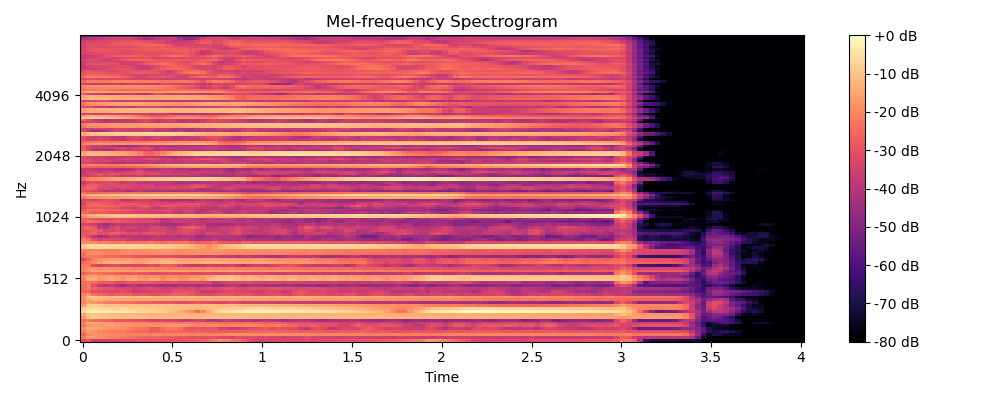 Mel-frequency Spectrogram
Hz
4096
2048
1024
512
0
0
0.5
1
1.5
2
2.5
3
3.5
4
Time
+0 dB
-10 dB
-20 dB
-30 dB
-40 dB
-50 dB
-60 dB
-70 dB
-80 dB